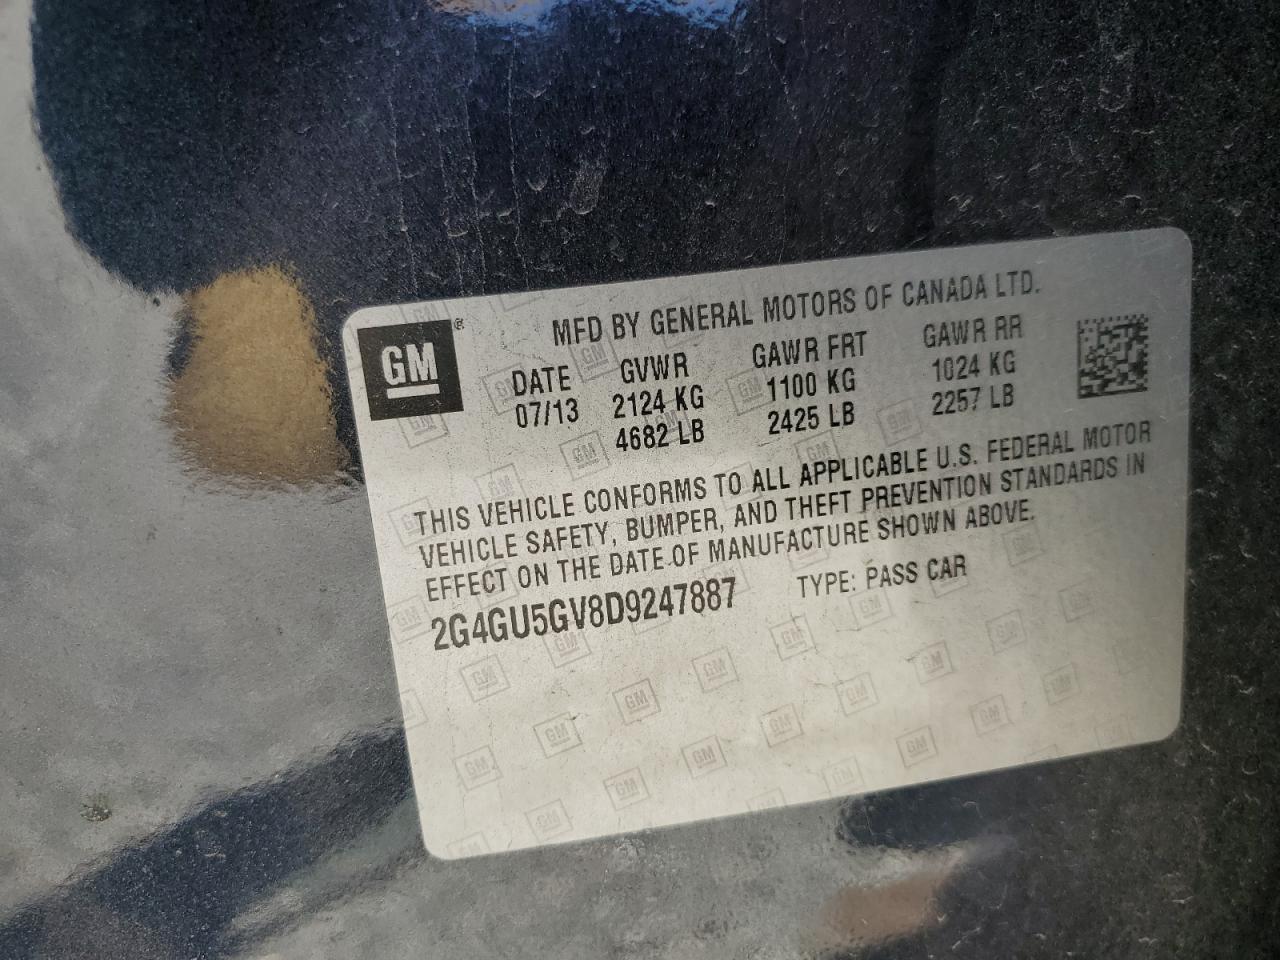 GM ®
MFD BY GENERAL MOTORS OF CANADA LTD.
DATE GVWR GAWR FRT GAWR RR
07/13 2124 KG 1100 KG 1024 KG
4682 LB 2425 LB 2257 LB
THIS VEHICLE CONFORMS TO ALL APPLICABLE U.S. FEDERAL MOTOR
VEHICLE SAFETY, BUMPER, AND THEFT PREVENTION STANDARDS IN
EFFECT ON THE DATE OF MANUFACTURE SHOWN ABOVE.
2G4GU5GV8D9247887 TYPE: PASS CAR